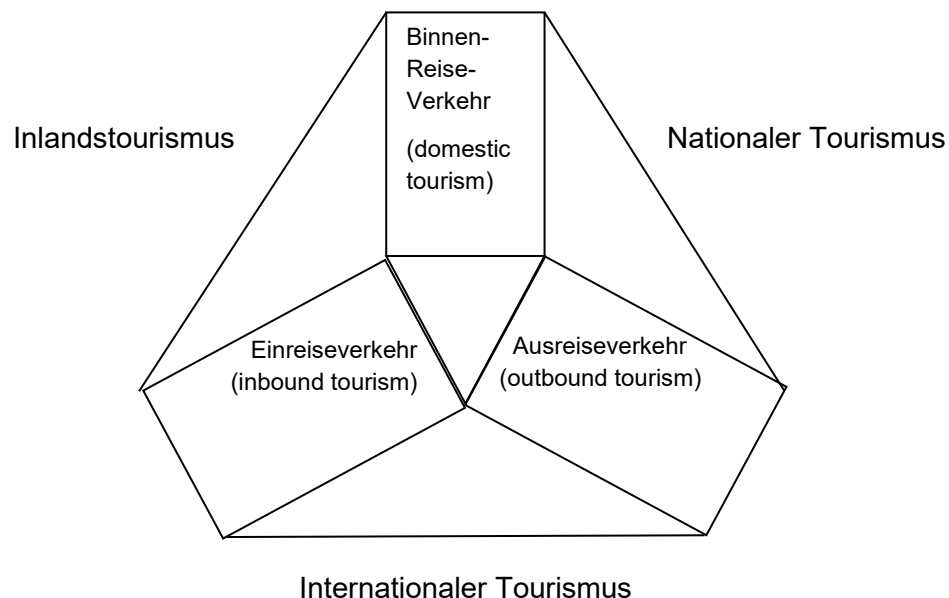 Binnen-
Reise-
Verkehr
(domestic
tourism)
Inlandstourismus
Nationaler Tourismus
Einreiseverkehr
(inbound tourism)
Ausreiseverkehr
(outbound tourism)
Internationaler Tourismus